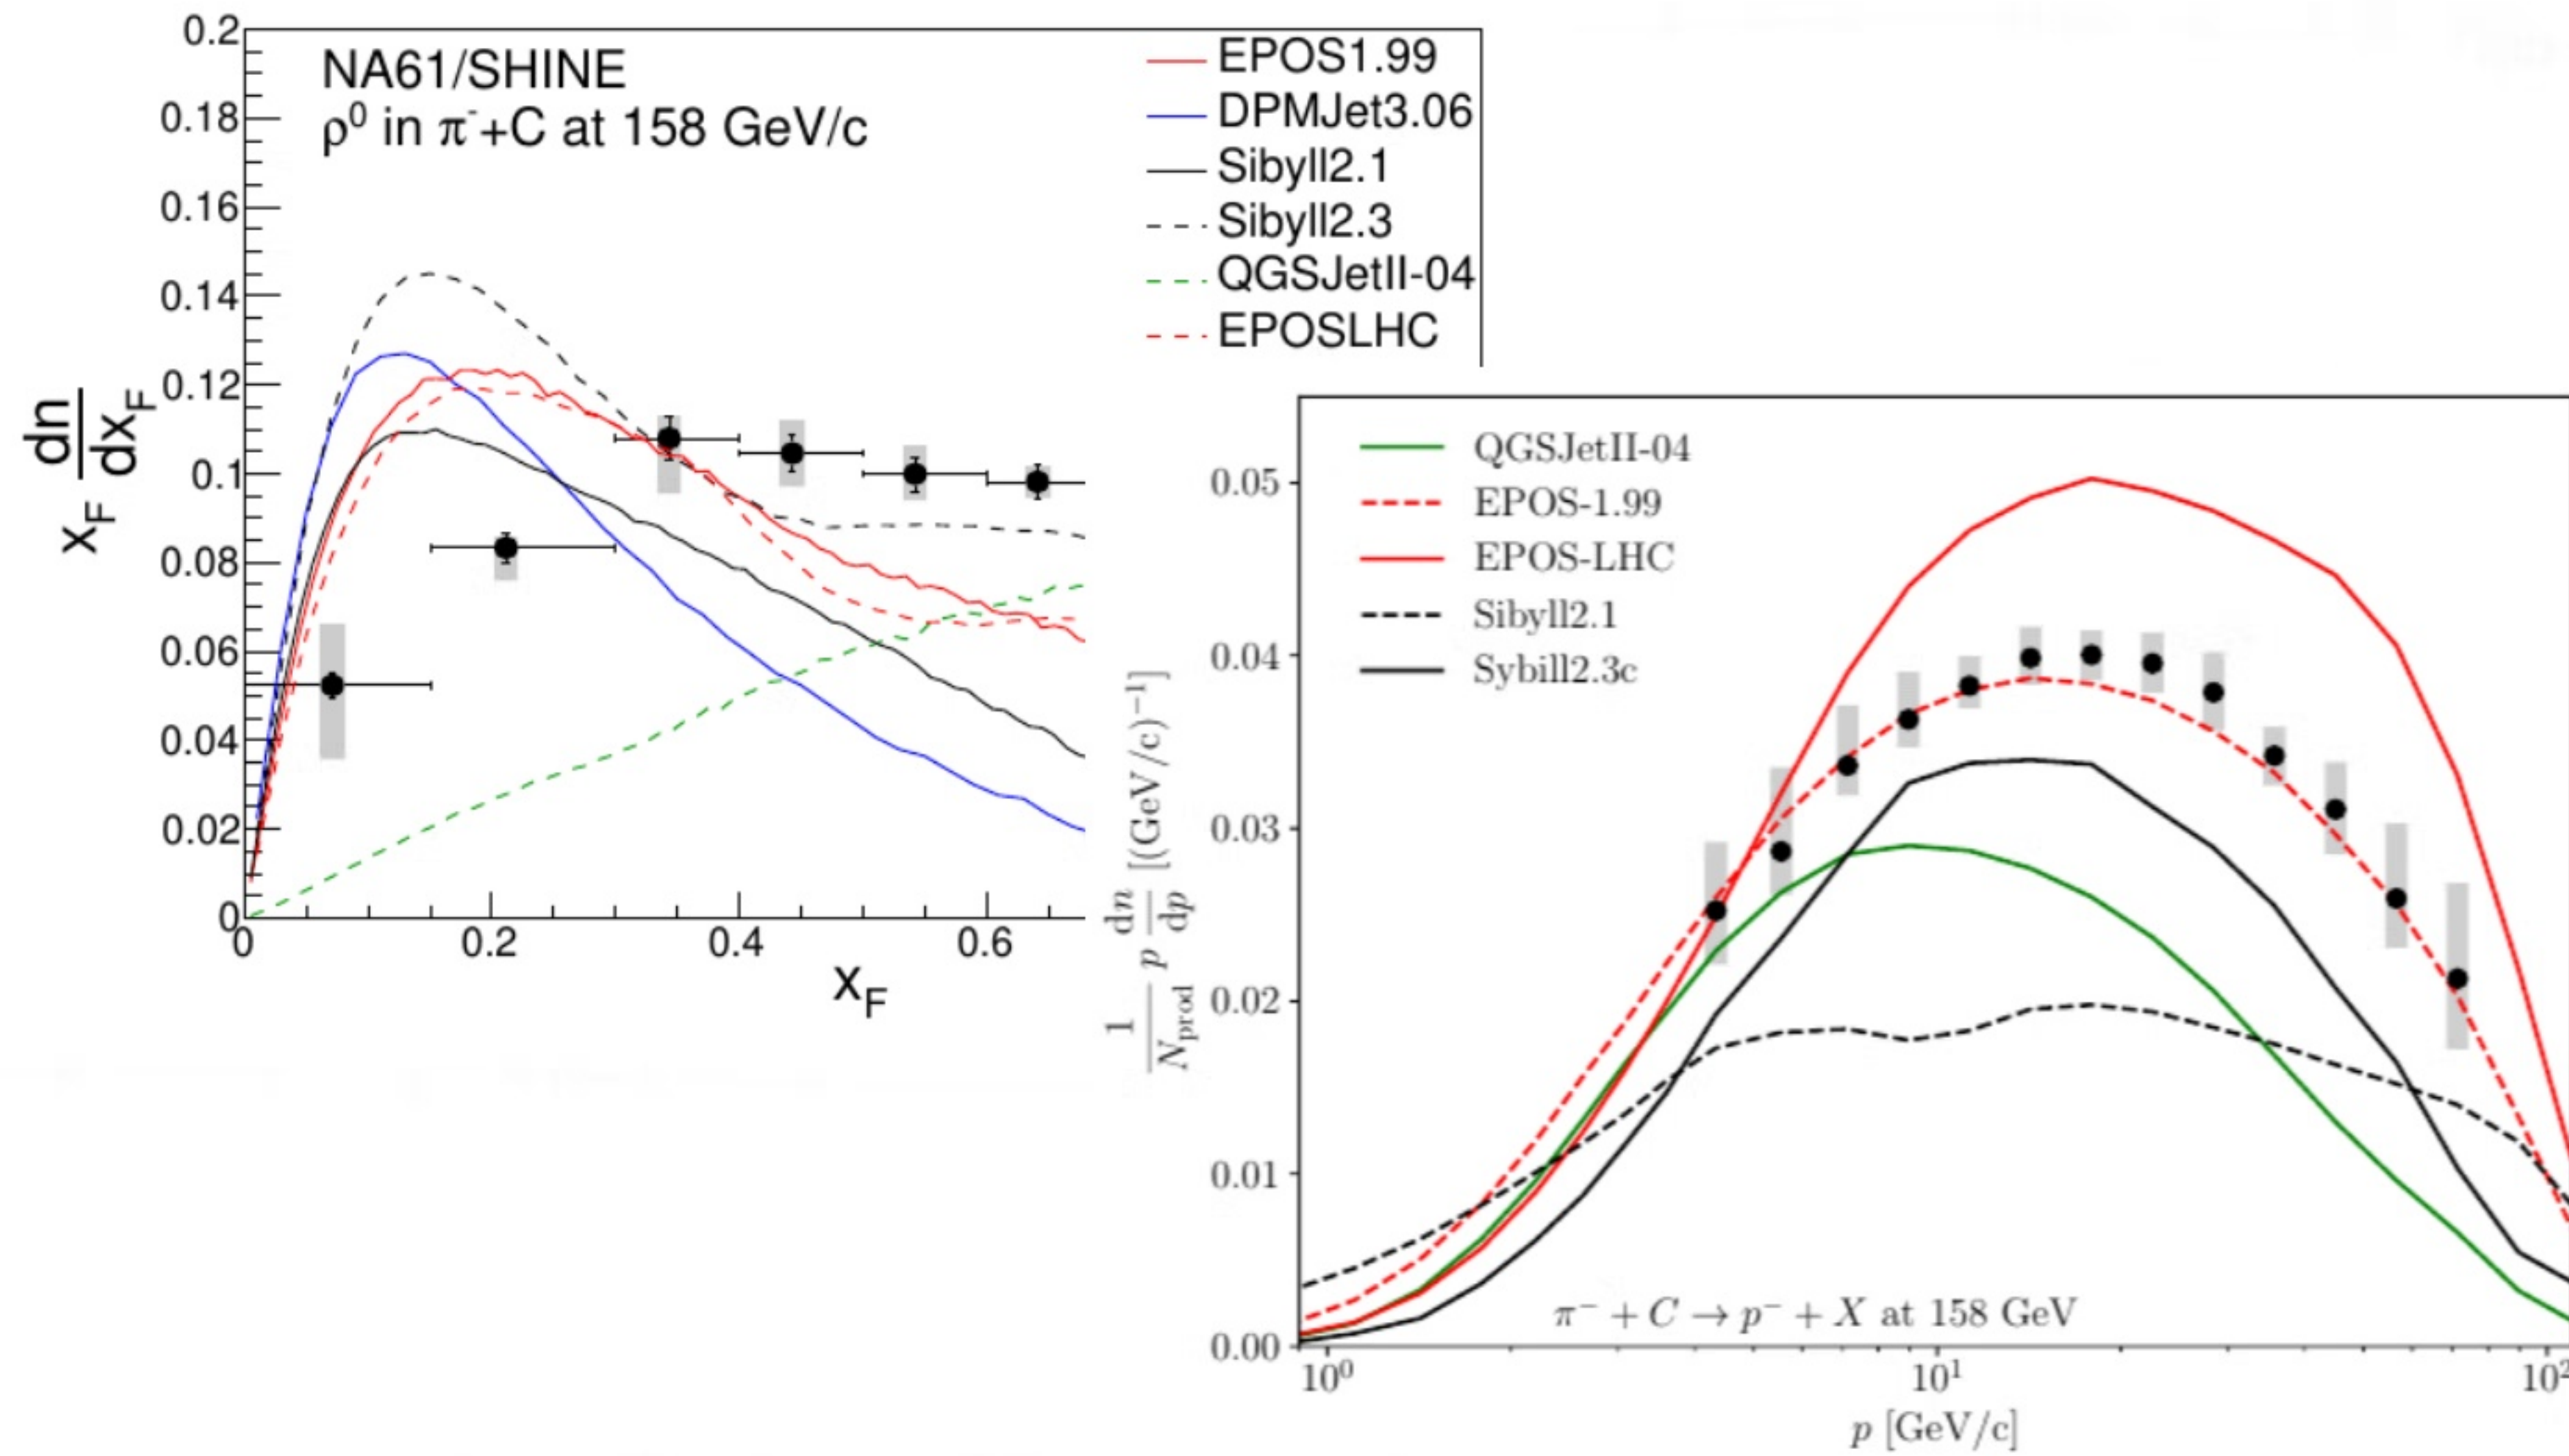 NA61/SHINE
ρ⁰ in π⁻+C at 158 GeV/c
EPOS1.99
DPMJet3.06
Sibyll2.1
Sibyll2.3
QGSJetII-04
EPOSLHC
0.2
0.18
0.16
0.14
0.12
0.1
0.08
0.06
0.04
0.02
0
x_F dn/dx_F
0 0.2 0.4 0.6
x_F
QGSJetII-04
EPOS-1.99
EPOS-LHC
Sibyll2.1
Sybill2.3c
0.05
0.04
0.03
0.02
0.01
0.00
1/N_prod p dn/dp [(GeV/c)⁻¹]
π⁻ + C → p⁻ + X at 158 GeV
10⁰ 10¹ 10²
p [GeV/c]